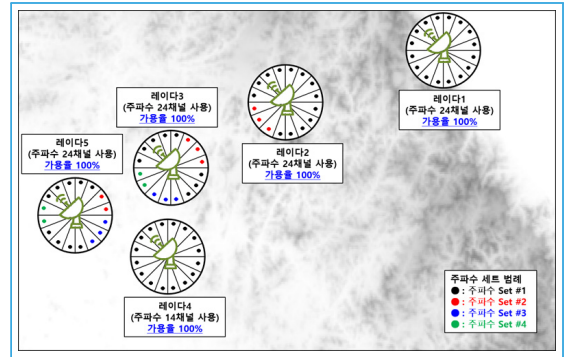 레이다1
(주파수 24채널 사용)
가용율 100%
레이다3
(주파수 24채널 사용)
가용율 100%
레이다2
(주파수 24채널 사용)
가용율 100%
레이다5
(주파수 24채널 사용)
가용율 100%
레이다4
(주파수 14채널 사용)
가용율 100%
주파수 세트 범례
● : 주파수 Set #1
● : 주파수 Set #2
● : 주파수 Set #3
● : 주파수 Set #4